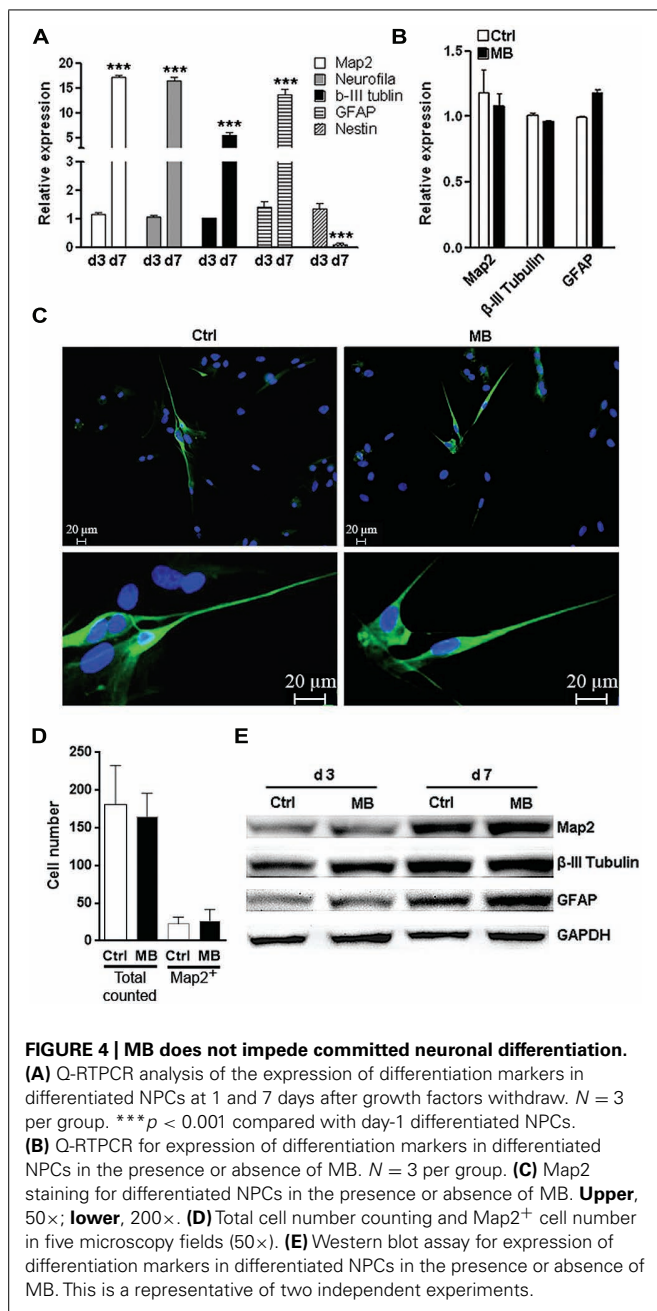 A
Relative expression
20
15
10
5
2
1
0
***
***
***
***
***
Map2
Neurofila
b-III tublin
GFAP
Nestin
d3 d7 d3 d7 d3 d7 d3 d7 d3 d7
B
Relative expression
1.5
1.0
0.5
0.0
Ctrl
MB
Map2
β-III Tubulin
GFAP
C
Ctrl
MB
20 µm
20 µm
20 µm
20 µm
D
Cell number
250
200
150
100
50
0
Ctrl MB Ctrl MB
Total
counted
Map2+
E
d 3
d 7
Ctrl
MB
Ctrl
MB
Map2
β-III Tubulin
GFAP
GAPDH
FIGURE 4 | MB does not impede committed neuronal differentiation.
(A) Q-RTPCR analysis of the expression of differentiation markers in
differentiated NPCs at 1 and 7 days after growth factors withdraw. N = 3
per group. ***p < 0.001 compared with day-1 differentiated NPCs.
(B) Q-RTPCR for expression of differentiation markers in differentiated
NPCs in the presence or absence of MB. N = 3 per group. (C) Map2
staining for differentiated NPCs in the presence or absence of MB. Upper,
50×; lower, 200×. (D) Total cell number counting and Map2+ cell number
in five microscopy fields (50×). (E) Western blot assay for expression of
differentiation markers in differentiated NPCs in the presence or absence of
MB. This is a representative of two independent experiments.